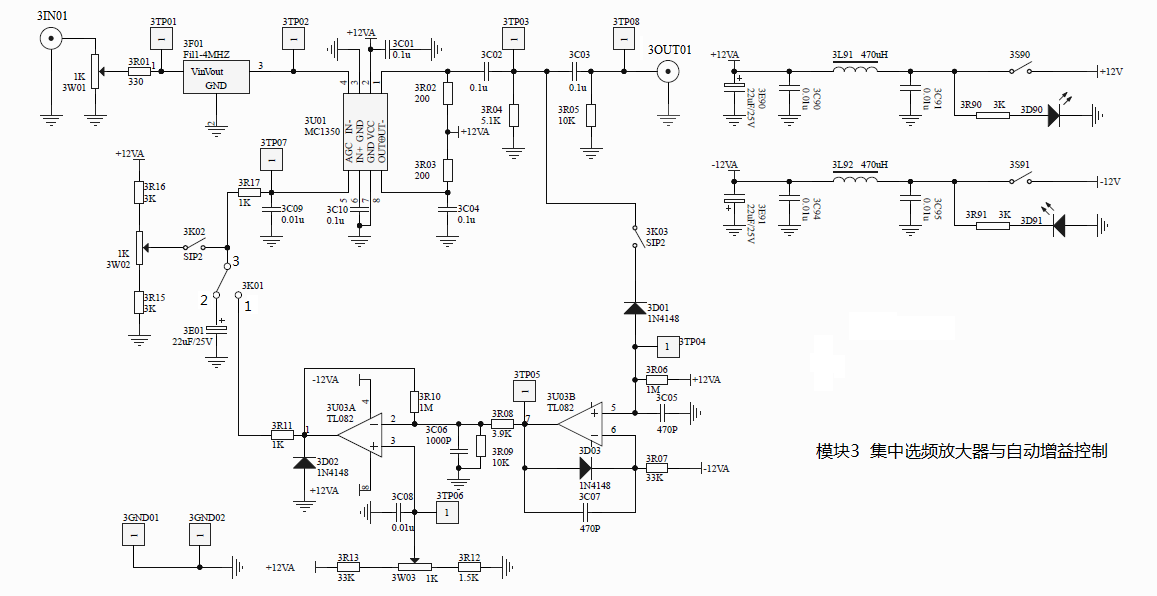 3IN01
3TP01
3TP02
3TP03
3TP08
3F01
Fil1-4MHZ
3R01
330
1
1K
3W01
VinVout
GND
3
2
+12VA
3C01
0.1u
4
3
2
1
3U01
MC1350
AGC IN-
IN+ GND
GND VCC
OUTOUT-
5
6
7
8
3C02
0.1u
3C03
0.1u
3OUT01
3R02
200
+12VA
3R03
200
3R04
5.1K
3R05
10K
3TP07
3R17
1K
3C09
0.01u
3C10
0.1u
3C04
0.1u
+12VA
3R16
3K
1K
3W02
3K02
SIP2
3R15
3K
3
2
1
3K01
3E01
22uF/25V
3K03
SIP2
3D01
1N4148
1
3TP04
3R06
1M
+12VA
3C05
470P
3TP05
3U03B
TL082
5
6
7
3R08
3.9K
3D03
1N4148
3C07
470P
3R07
33K
-12VA
-12VA
4
3U03A
TL082
2
3
1
8
3R10
1M
3C06
1000P
3R09
10K
3R11
1K
3D02
1N4148
+12VA
3C08
0.01u
3TP06
1
3GND01
3GND02
+12VA
3R13
33K
3W03
1K
3R12
1.5K
+12VA
3L91 470uH
3S90
+12V
3E90
22uF/25V
3C90
0.01u
3C91
0.01u
3R90 3K
3D90
-12VA
3L92 470uH
3S91
-12V
3E91
22uF/25V
3C94
0.01u
3C95
0.01u
3R91 3K
3D91
模块3 集中选频放大器与自动增益控制